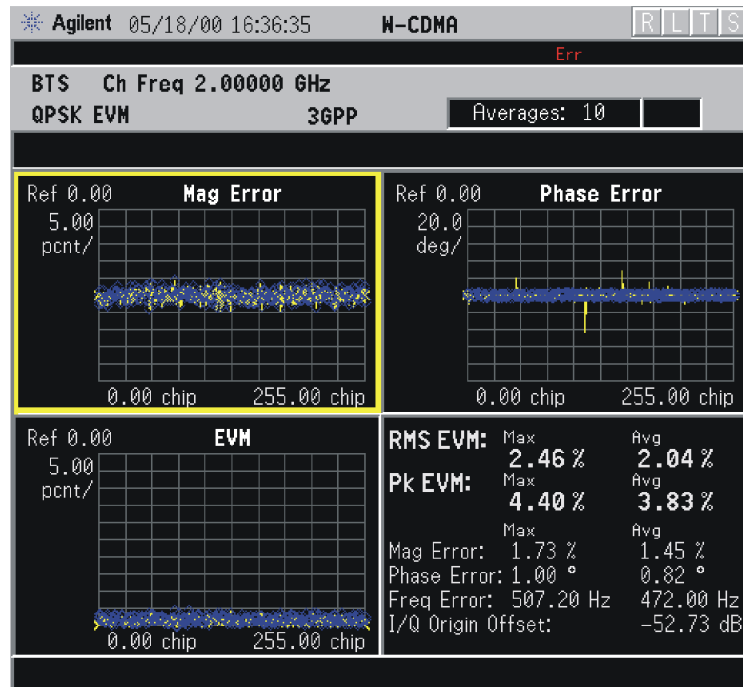 Agilent 05/18/00 16:36:35 W-CDMA R L T S
Err
BTS Ch Freq 2.00000 GHz
QPSK EVM 3GPP Averages: 10
Ref 0.00 Mag Error
5.00
pcnt/
0.00 chip 255.00 chip
Ref 0.00 Phase Error
20.0
deg/
0.00 chip 255.00 chip
Ref 0.00 EVM
5.00
pcnt/
0.00 chip 255.00 chip
Max Avg
RMS EVM: 2.46 % 2.04 %
Max Avg
Pk EVM: 4.40 % 3.83 %
Max Avg
Mag Error: 1.73 % 1.45 %
Phase Error: 1.00 ° 0.82 °
Freq Error: 507.20 Hz 472.00 Hz
I/Q Origin Offset: -52.73 dB